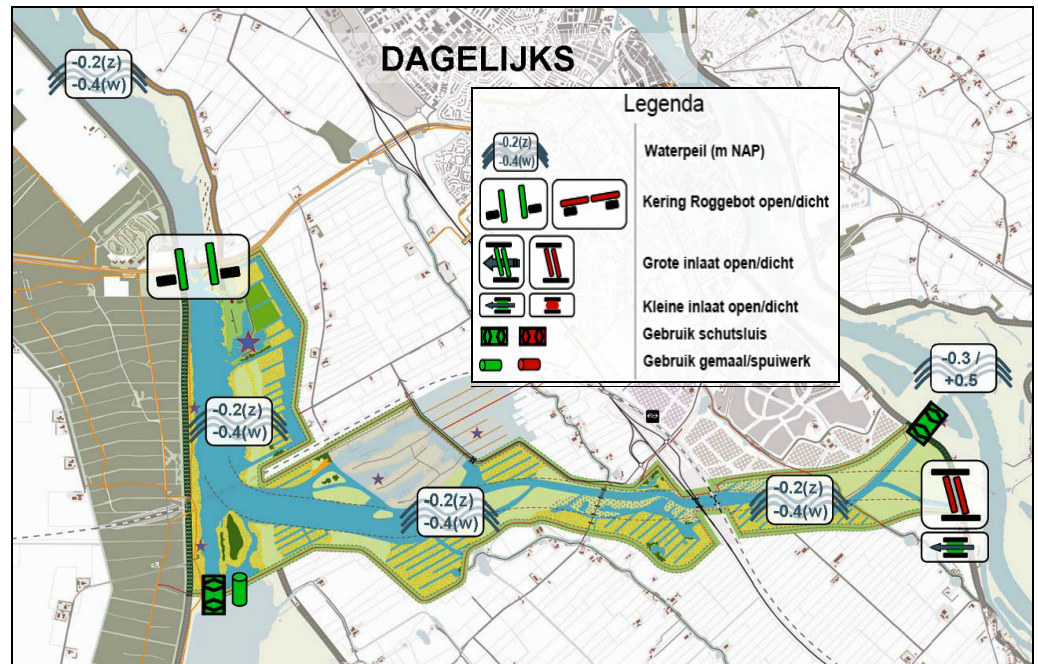 DAGELIJKS
-0.2(z)
-0.4(w)
Legenda
-0.2(z)
-0.4(w)
Waterpeil (m NAP)
Kering Roggebot open/dicht
Grote inlaat open/dicht
Kleine inlaat open/dicht
Gebruik schutsluis
Gebruik gemaal/spuiwerk
-0.3 /
+0.5
-0.2(z)
-0.4(w)
-0.2(z)
-0.4(w)
-0.2(z)
-0.4(w)